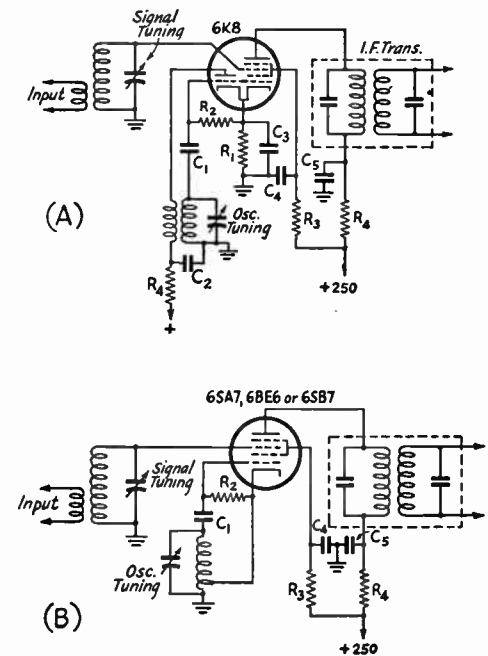 Signal
Tuning
6K8
I.F. Trans.
Input
R2
C1
R1
C3
C4
C5
(A)
Osc.
Tuning
R3
R4
C2
R4
+
+250
6SA7, 6BE6 or 6SB7
Signal
Tuning
R2
Input
C1
C4
C5
Osc.
Tuning
R3
R4
(B)
+250